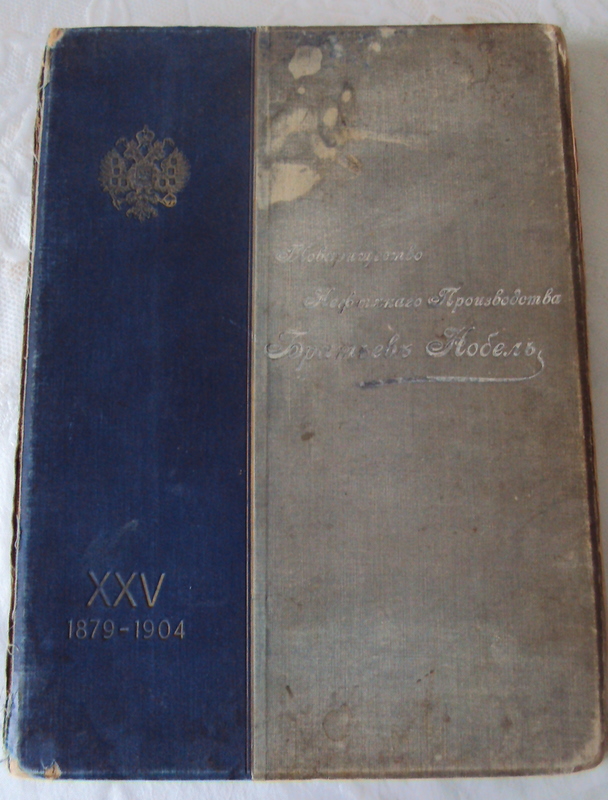 Товарищество
Нефтянаго Производства
Братьевъ Нобель,
XXV
1879-1904